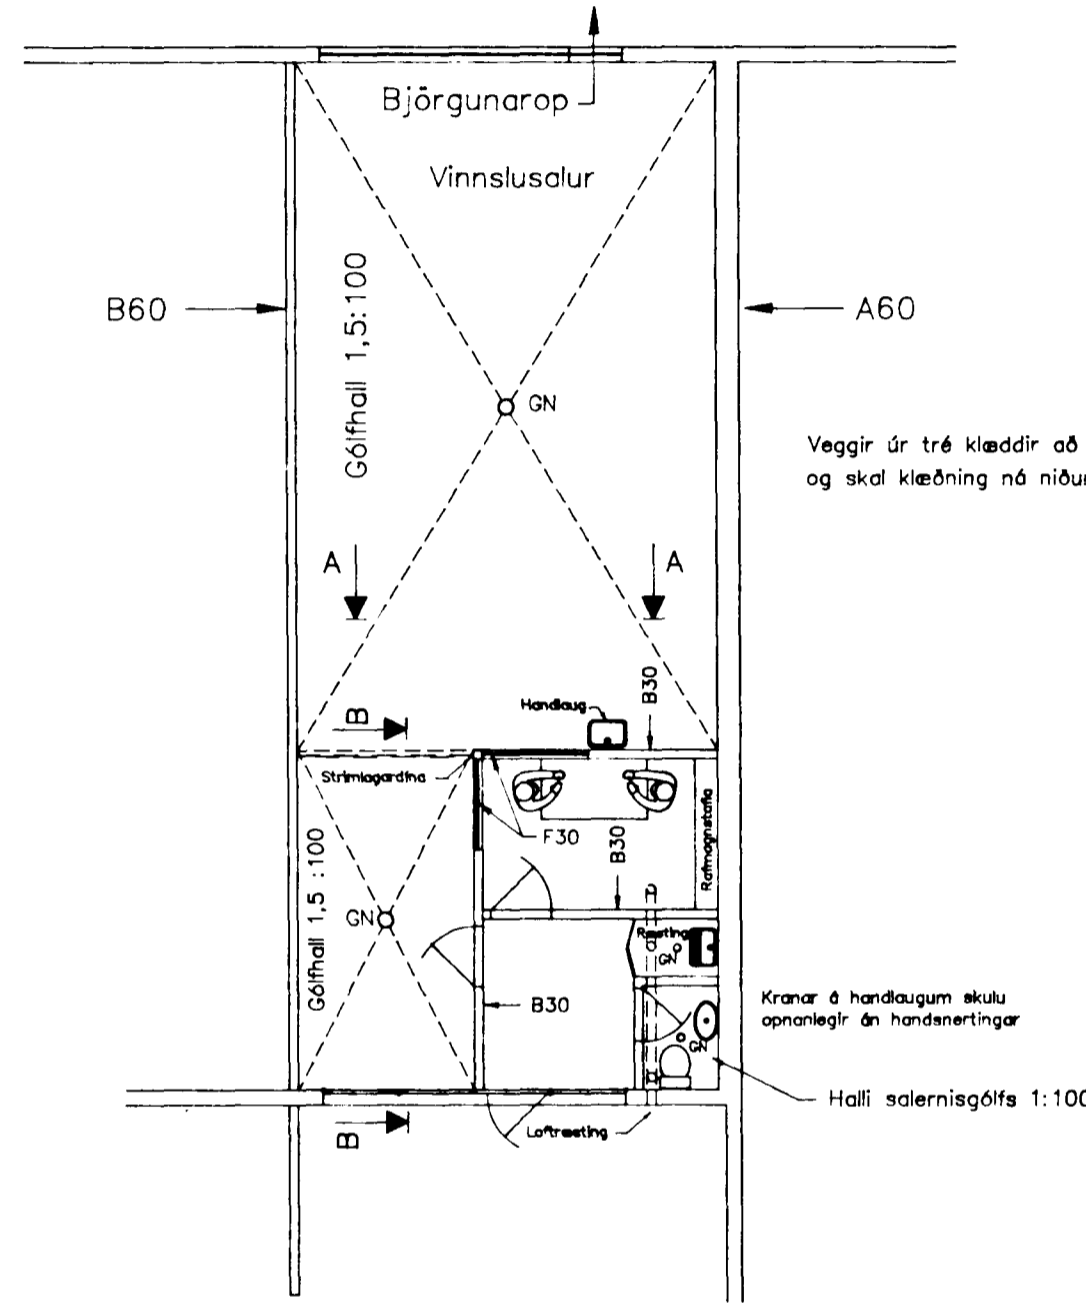 Björgunarop
Vinnslusalur
Gólfhall 1,5:100
B60
A60
GN
Veggir úr tré klæddir að
og skal klæðning ná niður
A
A
B30
Handlaug
B
Strimlagardína
F30
B30
Rafmagnstafla
Gólfhall 1,5 :100
GN
Ræsting
GN
B30
Kranar á handlaugum skulu
opnanlegir án handsnertingar
GN
Halli salernisgólfs 1:100
B
Loftræsting